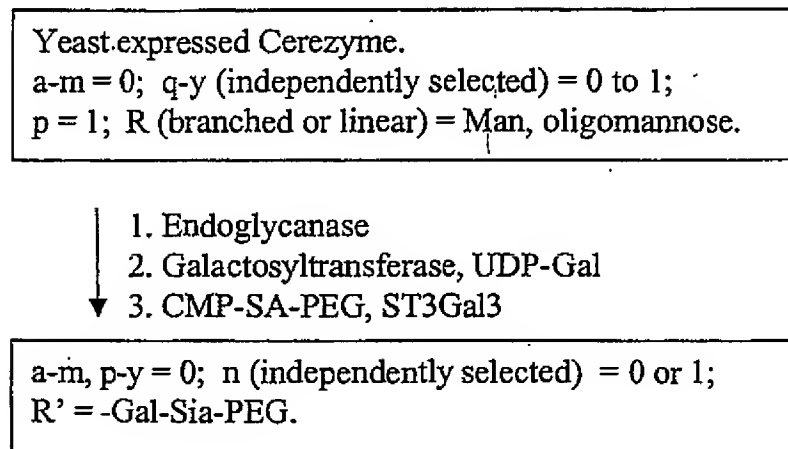 Yeast expressed Cerezyme.
a-m = 0; q-y (independently selected) = 0 to 1;
p = 1; R (branched or linear) = Man, oligomannose.
1. Endoglycanase
2. Galactosyltransferase, UDP-Gal
3. CMP-SA-PEG, ST3Gal3
a-m, p-y = 0; n (independently selected) = 0 or 1;
R' = -Gal-Sia-PEG.